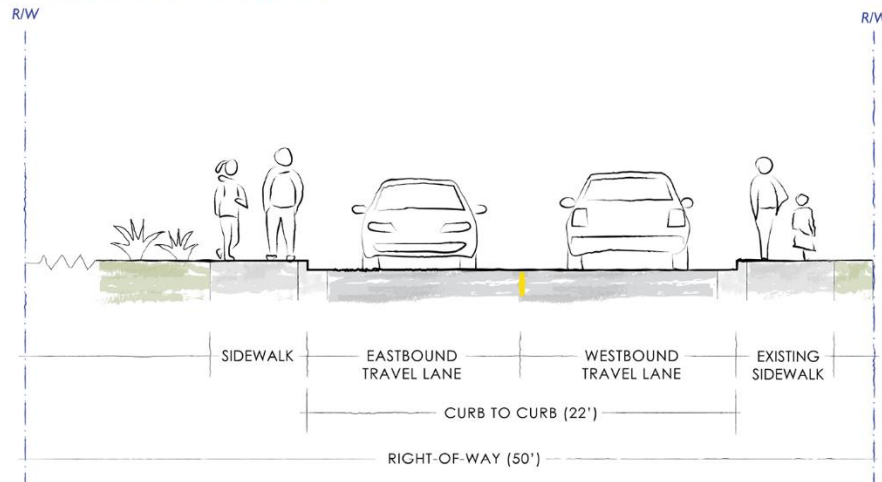 R/W
R/W
SIDEWALK
EASTBOUND
TRAVEL LANE
WESTBOUND
TRAVEL LANE
EXISTING
SIDEWALK
CURB TO CURB (22')
RIGHT-OF-WAY (50')